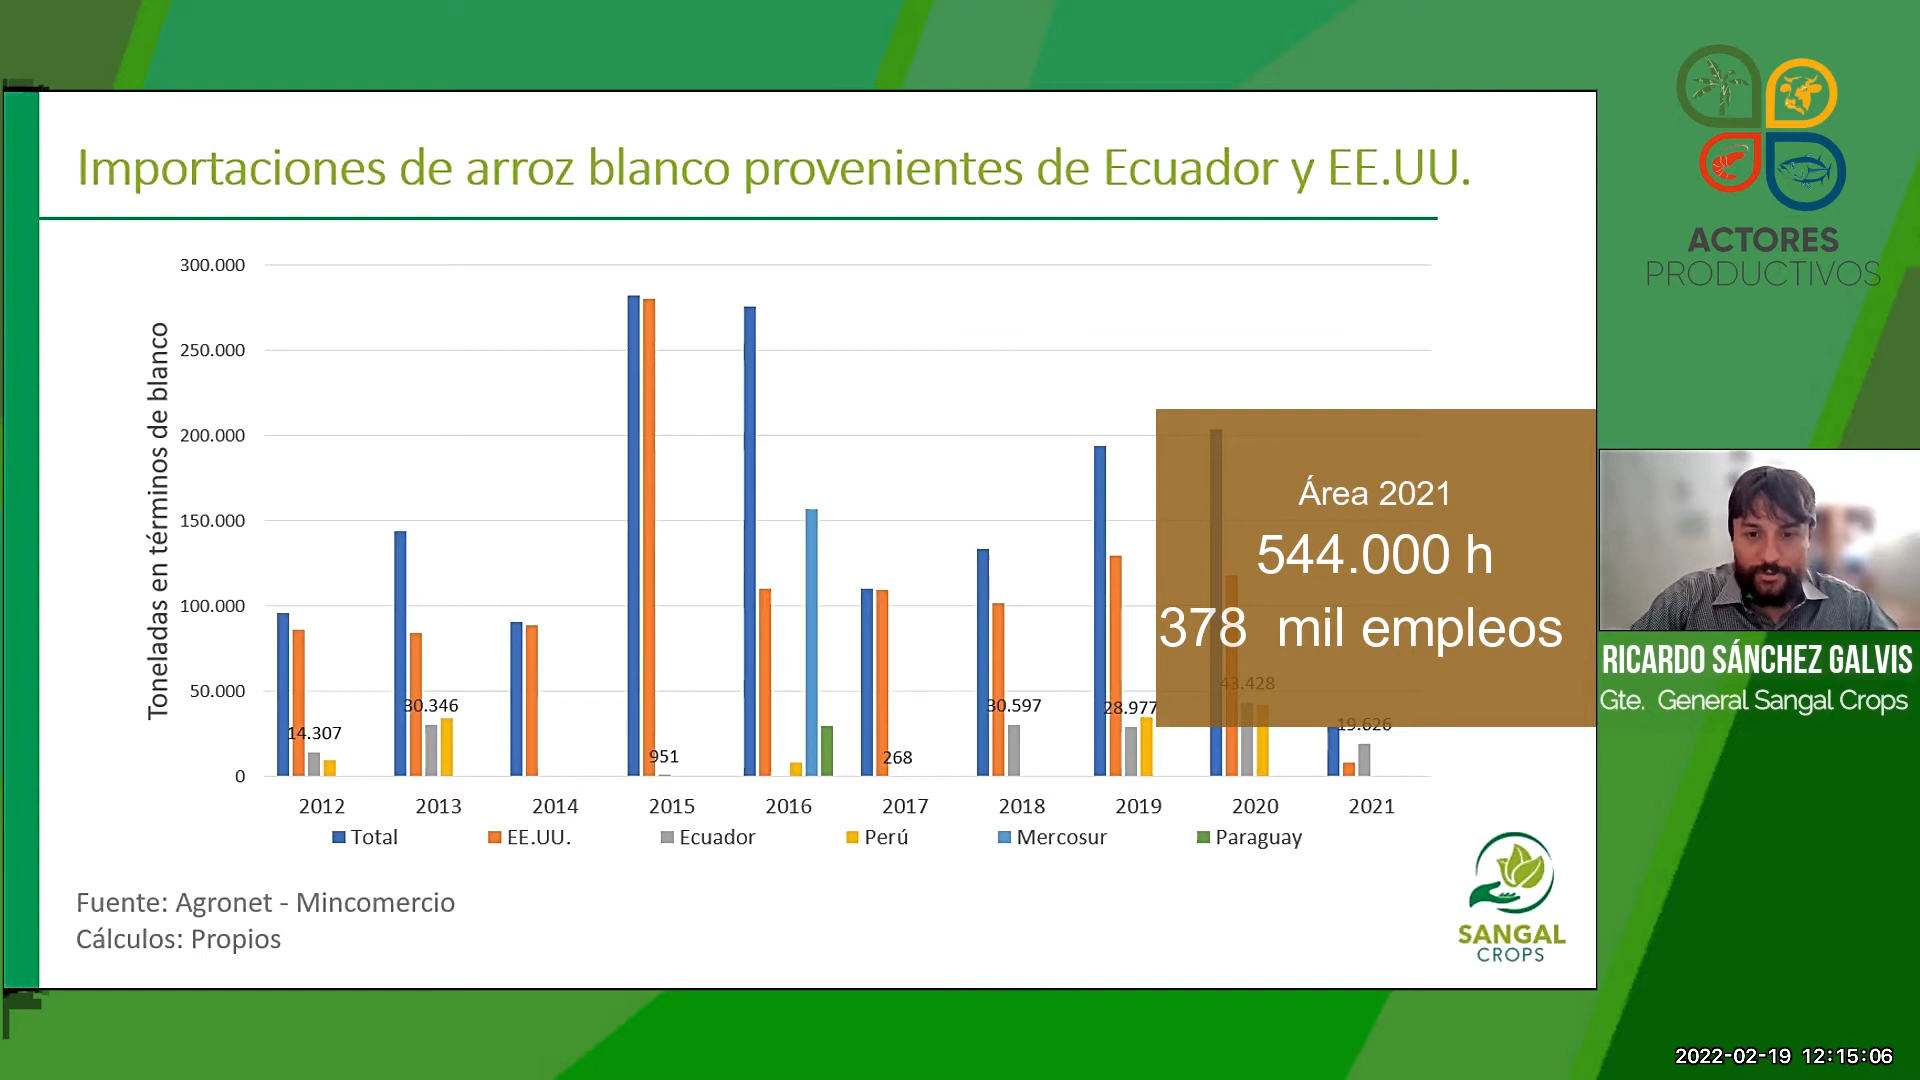 Importaciones de arroz blanco provenientes de Ecuador y EE.UU.
Toneladas en términos de blanco
300.000
250.000
200.000
150.000
100.000
50.000
0
14.307
30.346
951
268
30.597
28.977
43.428
19.626
Área 2021
544.000 h
378 mil empleos
2012 2013 2014 2015 2016 2017 2018 2019 2020 2021
Total EE.UU. Ecuador Perú Mercosur Paraguay
Fuente: Agronet - Mincomercio
Cálculos: Propios
SANGAL
CROPS
ACTORES
PRODUCTIVOS
RICARDO SÁNCHEZ GALVIS
Gte. General Sangal Crops
2022-02-19 12:15:06